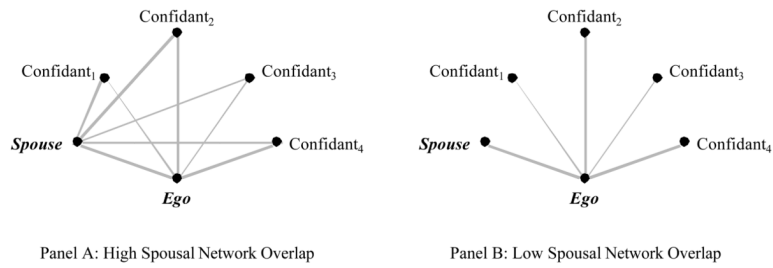 Confidant₂
Confidant₁
Confidant₃
Spouse
Confidant₄
Ego
Panel A: High Spousal Network Overlap
Confidant₂
Confidant₁
Confidant₃
Spouse
Confidant₄
Ego
Panel B: Low Spousal Network Overlap